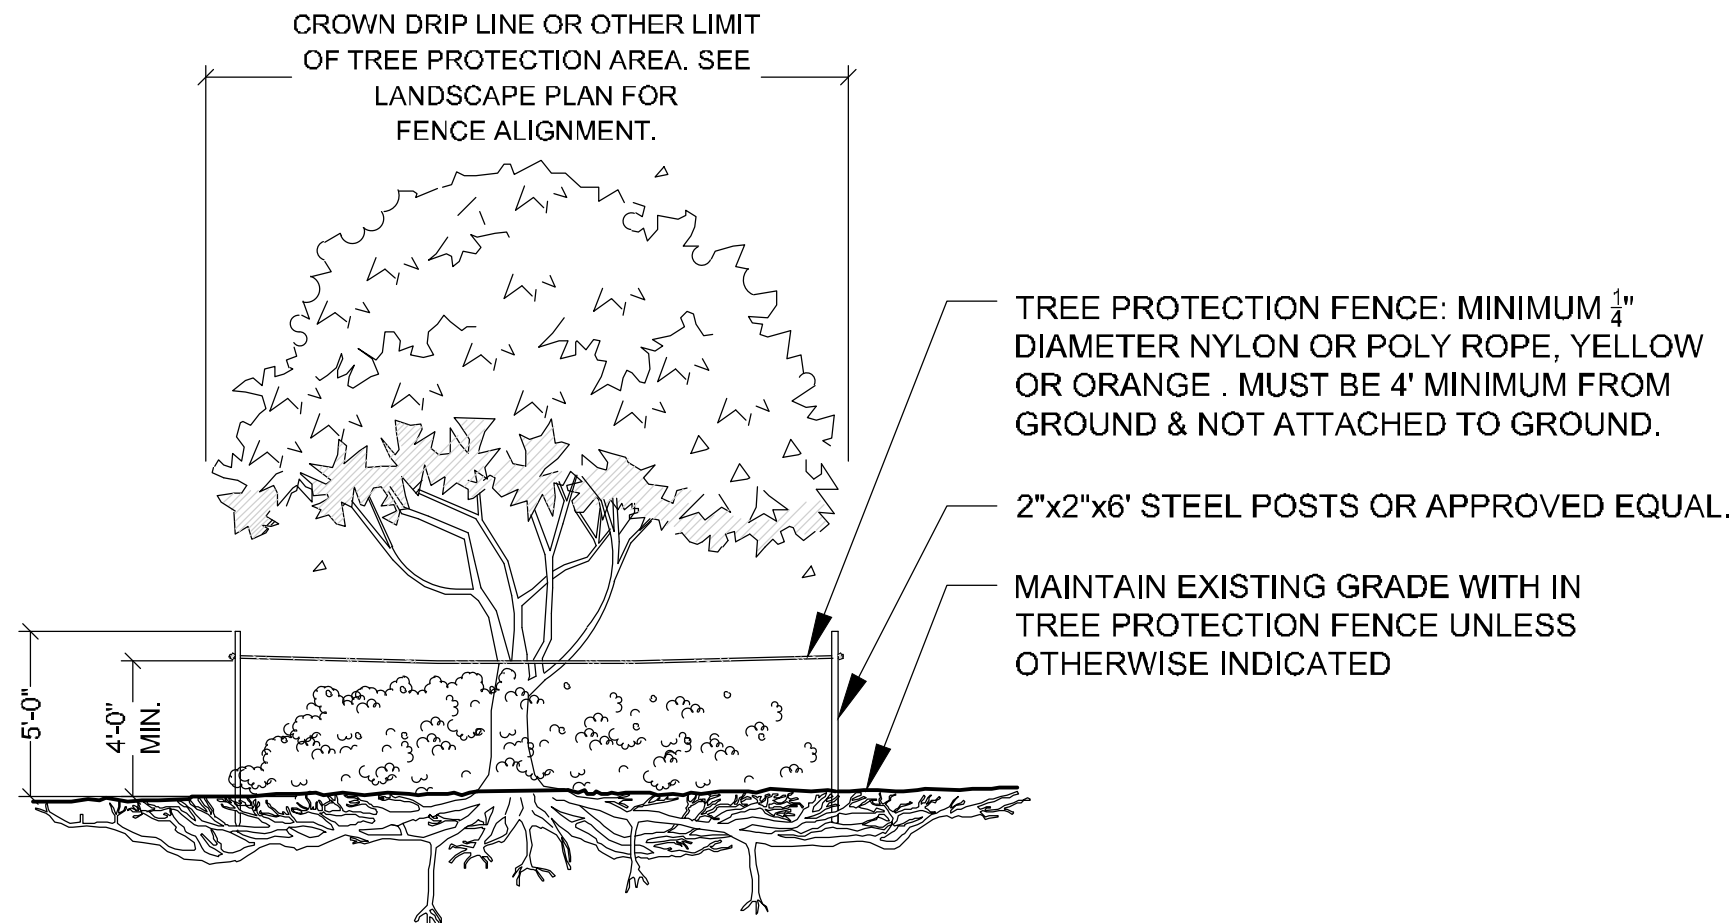 CROWN DRIP LINE OR OTHER LIMIT
OF TREE PROTECTION AREA. SEE
LANDSCAPE PLAN FOR
FENCE ALIGNMENT.
TREE PROTECTION FENCE: MINIMUM 1/4"
DIAMETER NYLON OR POLY ROPE, YELLOW
OR ORANGE . MUST BE 4' MINIMUM FROM
GROUND & NOT ATTACHED TO GROUND.
2"x2"x6' STEEL POSTS OR APPROVED EQUAL.
MAINTAIN EXISTING GRADE WITH IN
TREE PROTECTION FENCE UNLESS
OTHERWISE INDICATED
5'-0"
4'-0"
MIN.